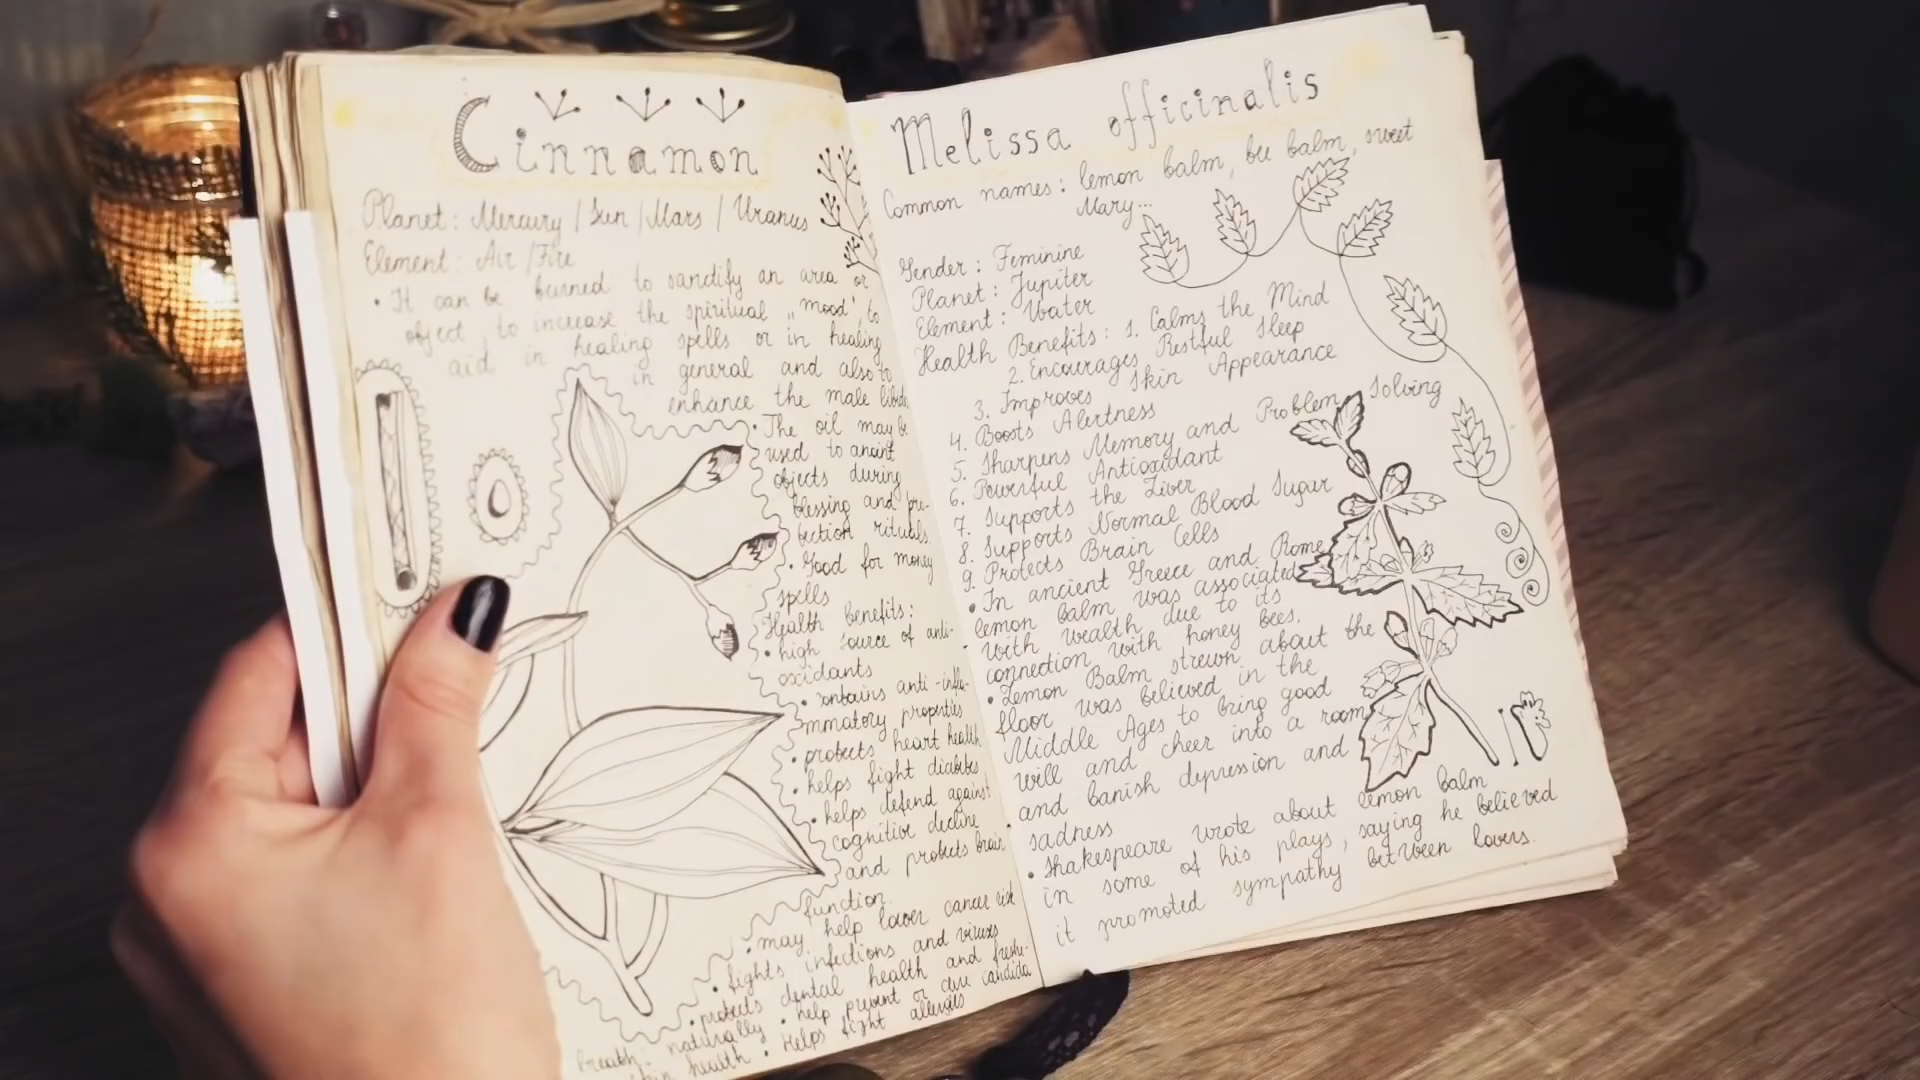 Cinnamon
Planet: Mercury / Sun / Mars / Uranus
Element: Air / Fire
• It can be burned to sandify an area or
object, to increase the spiritual „mood", to
aid in healing spells or in healing
in general and also to
enhance the male libido
• The oil may be
used to anoint
objects during
blessing and pro-
tection rituals.
• Good for money
spells
Health benefits:
• high source of anti-
oxidants
• contains anti-infla-
mmatory properties
• protects heart health
• helps fight diabetes
• helps defend against
cognitive decline
and protects brain
function.
• may help lower cancer risk
• fights infections and viruses
• protects dental health and freshe-
breath: naturally • help prevent or cure candida
skin health • Helps fight allergies
Melissa officinalis
Common names: lemon balm, bee balm, sweet
Mary...
Gender: Feminine
Planet: Jupiter
Element: Water
Health Benefits: 1. Calms the Mind
2. Encourages Restful Sleep
3. Improves Skin Appearance
4. Boosts Alertness
5. Sharpens Memory and Problem Solving
6. Powerful Antioxidant
7. Supports the Liver
8. Supports Normal Blood Sugar
9. Protects Brain Cells
• In ancient Greece and Rome
lemon balm was associated
with wealth due to its
connection with honey bees.
• Lemon Balm strewn about the
floor was believed in the
Middle Ages to bring good
will and cheer into a room
and banish depression and
sadness
• Shakespeare wrote about lemon balm
in some of his plays, saying he believed
it promoted sympathy between lovers.